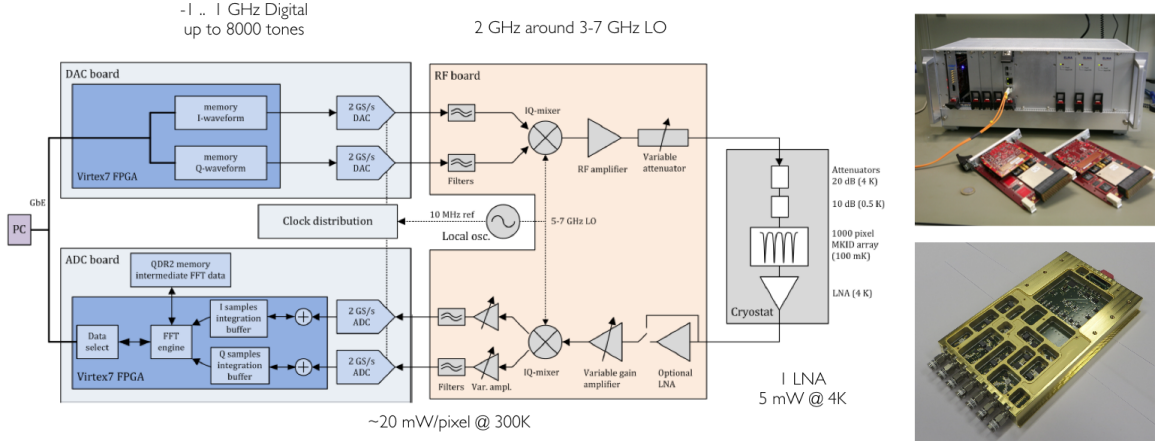 -1 .. 1 GHz Digital
up to 8000 tones
2 GHz around 3-7 GHz LO
DAC board
Virtex7 FPGA
memory
I-waveform
memory
Q-waveform
2 GS/s
DAC
2 GS/s
DAC
RF board
Filters
IQ-mixer
RF amplifier
Variable
attenuator
GbE
PC
Clock distribution
10 MHz ref
Local osc.
5-7 GHz LO
Attenuators
20 dB (4 K)
10 dB (0.5 K)
1000 pixel
MKID array
(100 mK)
LNA (4 K)
Cryostat
ADC board
QDR2 memory
intermediate FFT data
Data
select
FFT
engine
I samples
integration
buffer
Q samples
integration
buffer
Virtex7 FPGA
2 GS/s
ADC
2 GS/s
ADC
Filters
Var. ampl.
IQ-mixer
Variable gain
amplifier
Optional
LNA
1 LNA
5 mW @ 4K
~20 mW/pixel @ 300K